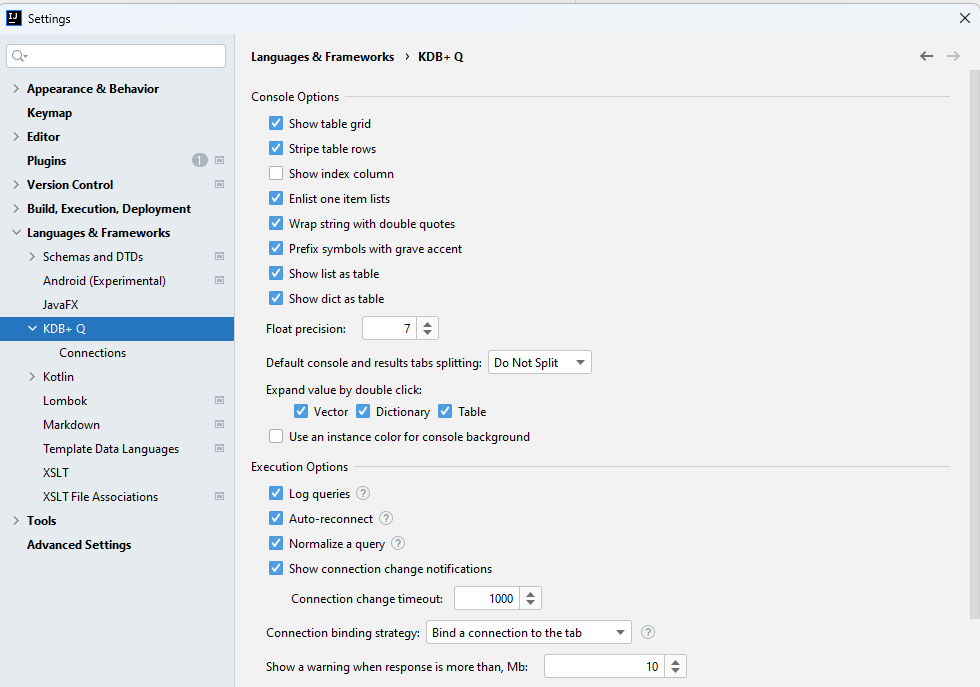 Settings
Appearance & Behavior
Keymap
Editor
Plugins 1
Version Control
Build, Execution, Deployment
Languages & Frameworks
Schemas and DTDs
Android (Experimental)
JavaFX
KDB+ Q
Connections
Kotlin
Lombok
Markdown
Template Data Languages
XSLT
XSLT File Associations
Tools
Advanced Settings
Languages & Frameworks › KDB+ Q
Console Options
Show table grid
Stripe table rows
Show index column
Enlist one item lists
Wrap string with double quotes
Prefix symbols with grave accent
Show list as table
Show dict as table
Float precision: 7
Default console and results tabs splitting: Do Not Split
Expand value by double click:
Vector Dictionary Table
Use an instance color for console background
Execution Options
Log queries ?
Auto-reconnect ?
Normalize a query ?
Show connection change notifications
Connection change timeout: 1000
Connection binding strategy: Bind a connection to the tab ?
Show a warning when response is more than, Mb: 10